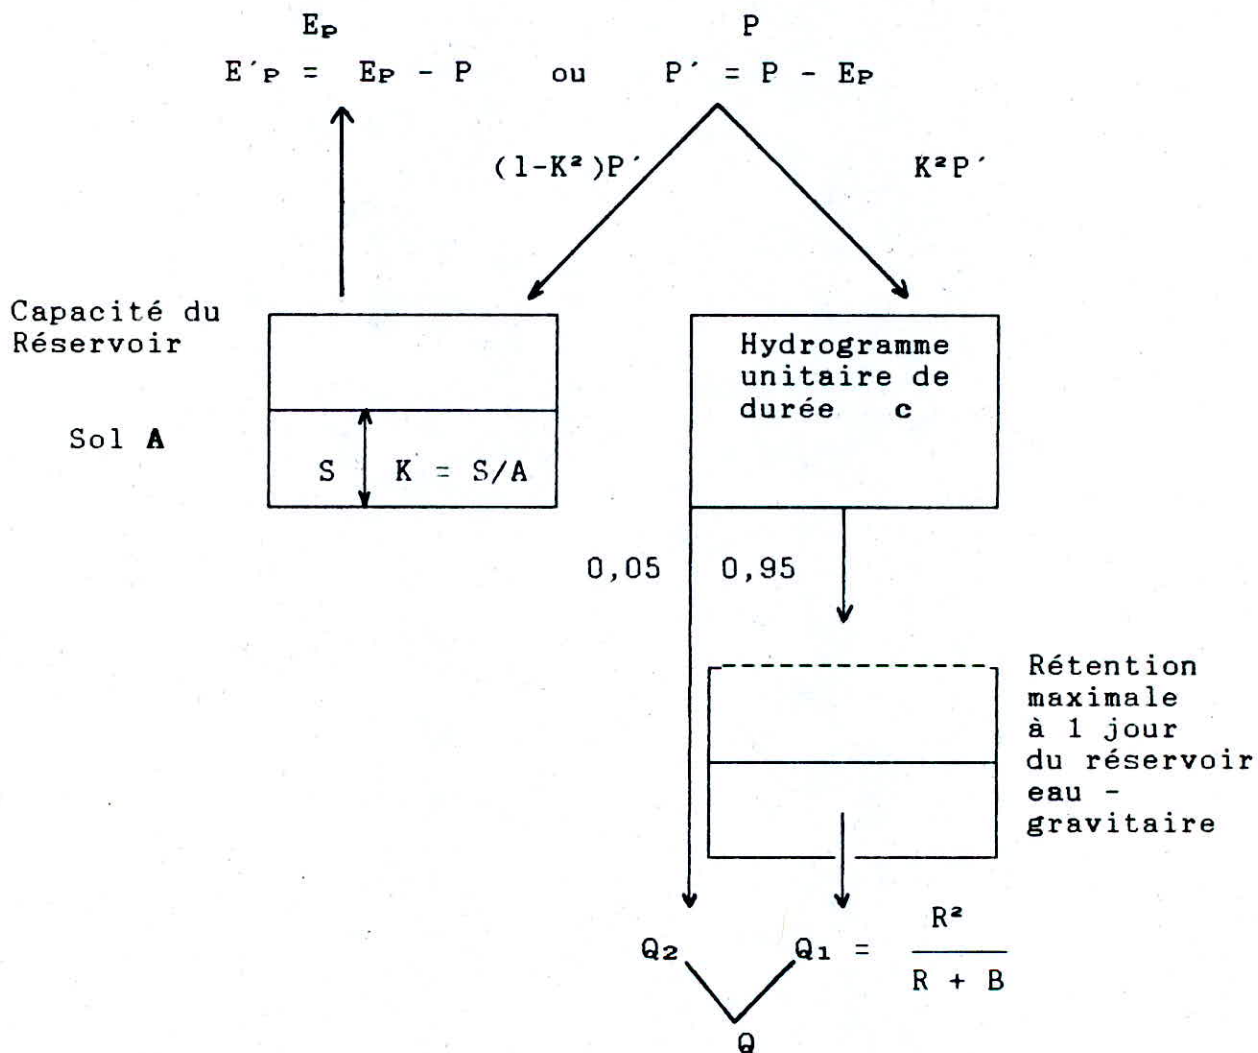 Ep P
E´p = Ep - P ou P´ = P - Ep
(1-K²)P´ K²P´
Capacité du
Réservoir
Sol A
S K = S/A
Hydrogramme
unitaire de
durée c
0,05 0,95
Rétention
maximale
à 1 jour
du réservoir
eau -
gravitaire
Q2 Q1 = R²
R + B
Q